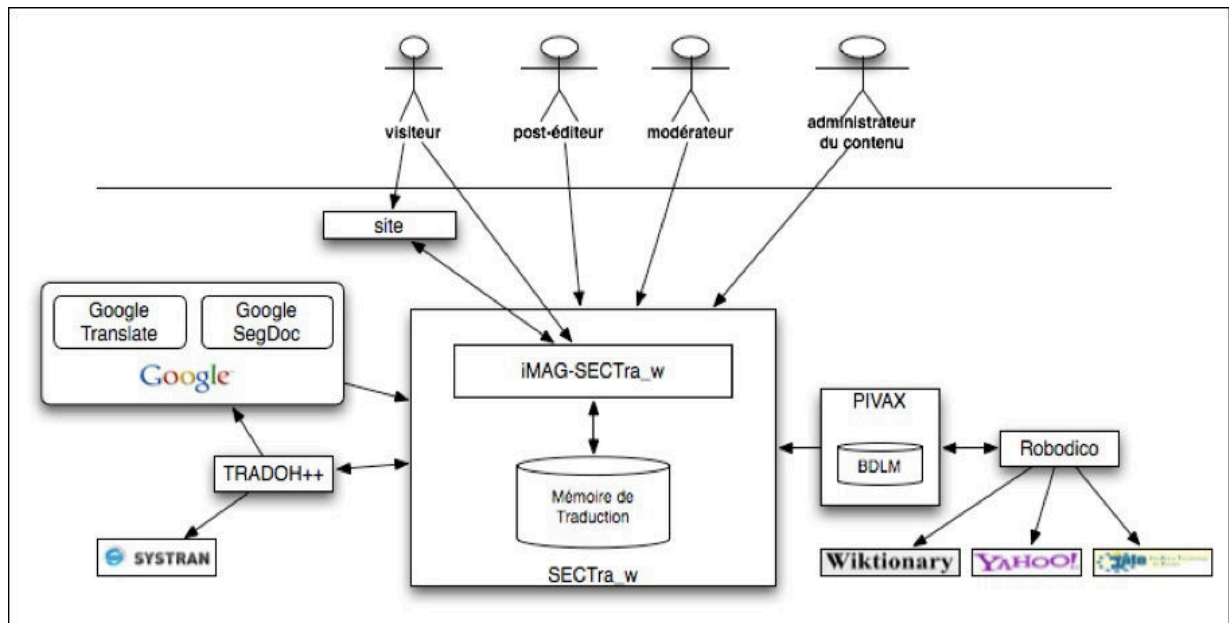 visiteur
post-éditeur
modérateur
administrateur
du contenu
site
Google
Translate
Google
SegDoc
Google
iMAG-SECTra_w
Mémoire de
Traduction
SECTra_w
TRADOH++
SYSTRAN
PIVAX
BDLM
Robodico
Wiktionary
YAHOO!